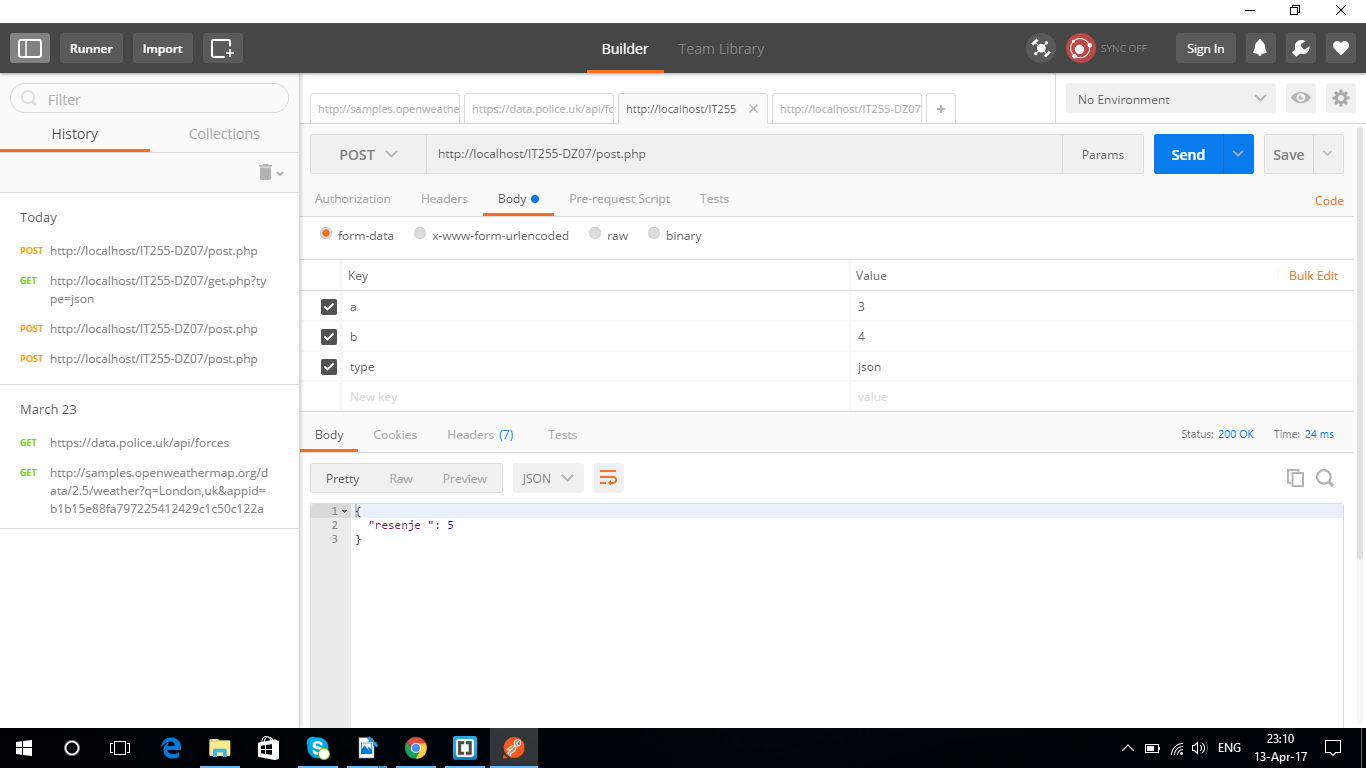 Runner
Import
Builder
Team Library
SYNC OFF
Sign In
Filter
History
Collections
Today
POST http://localhost/IT255-DZ07/post.php
GET http://localhost/IT255-DZ07/get.php?ty
pe=json
POST http://localhost/IT255-DZ07/post.php
POST http://localhost/IT255-DZ07/post.php
March 23
GET https://data.police.uk/api/forces
GET http://samples.openweathermap.org/d
ata/2.5/weather?q=London,uk&appid=
b1b15e88fa797225412429c1c50c122a
http://samples.openweathe
https://data.police.uk/api/fo
http://localhost/IT255
http://localhost/IT255-DZ07
+
No Environment
POST
http://localhost/IT255-DZ07/post.php
Params
Send
Save
Authorization
Headers
Body
Pre-request Script
Tests
Code
form-data
x-www-form-urlencoded
raw
binary
Key Value Bulk Edit
a 3
b 4
type json
New key value
Body
Cookies
Headers (7)
Tests
Status: 200 OK
Time: 24 ms
Pretty
Raw
Preview
JSON
1 {
2 "resenje ": 5
3 }
ENG
23:10
13-Apr-17